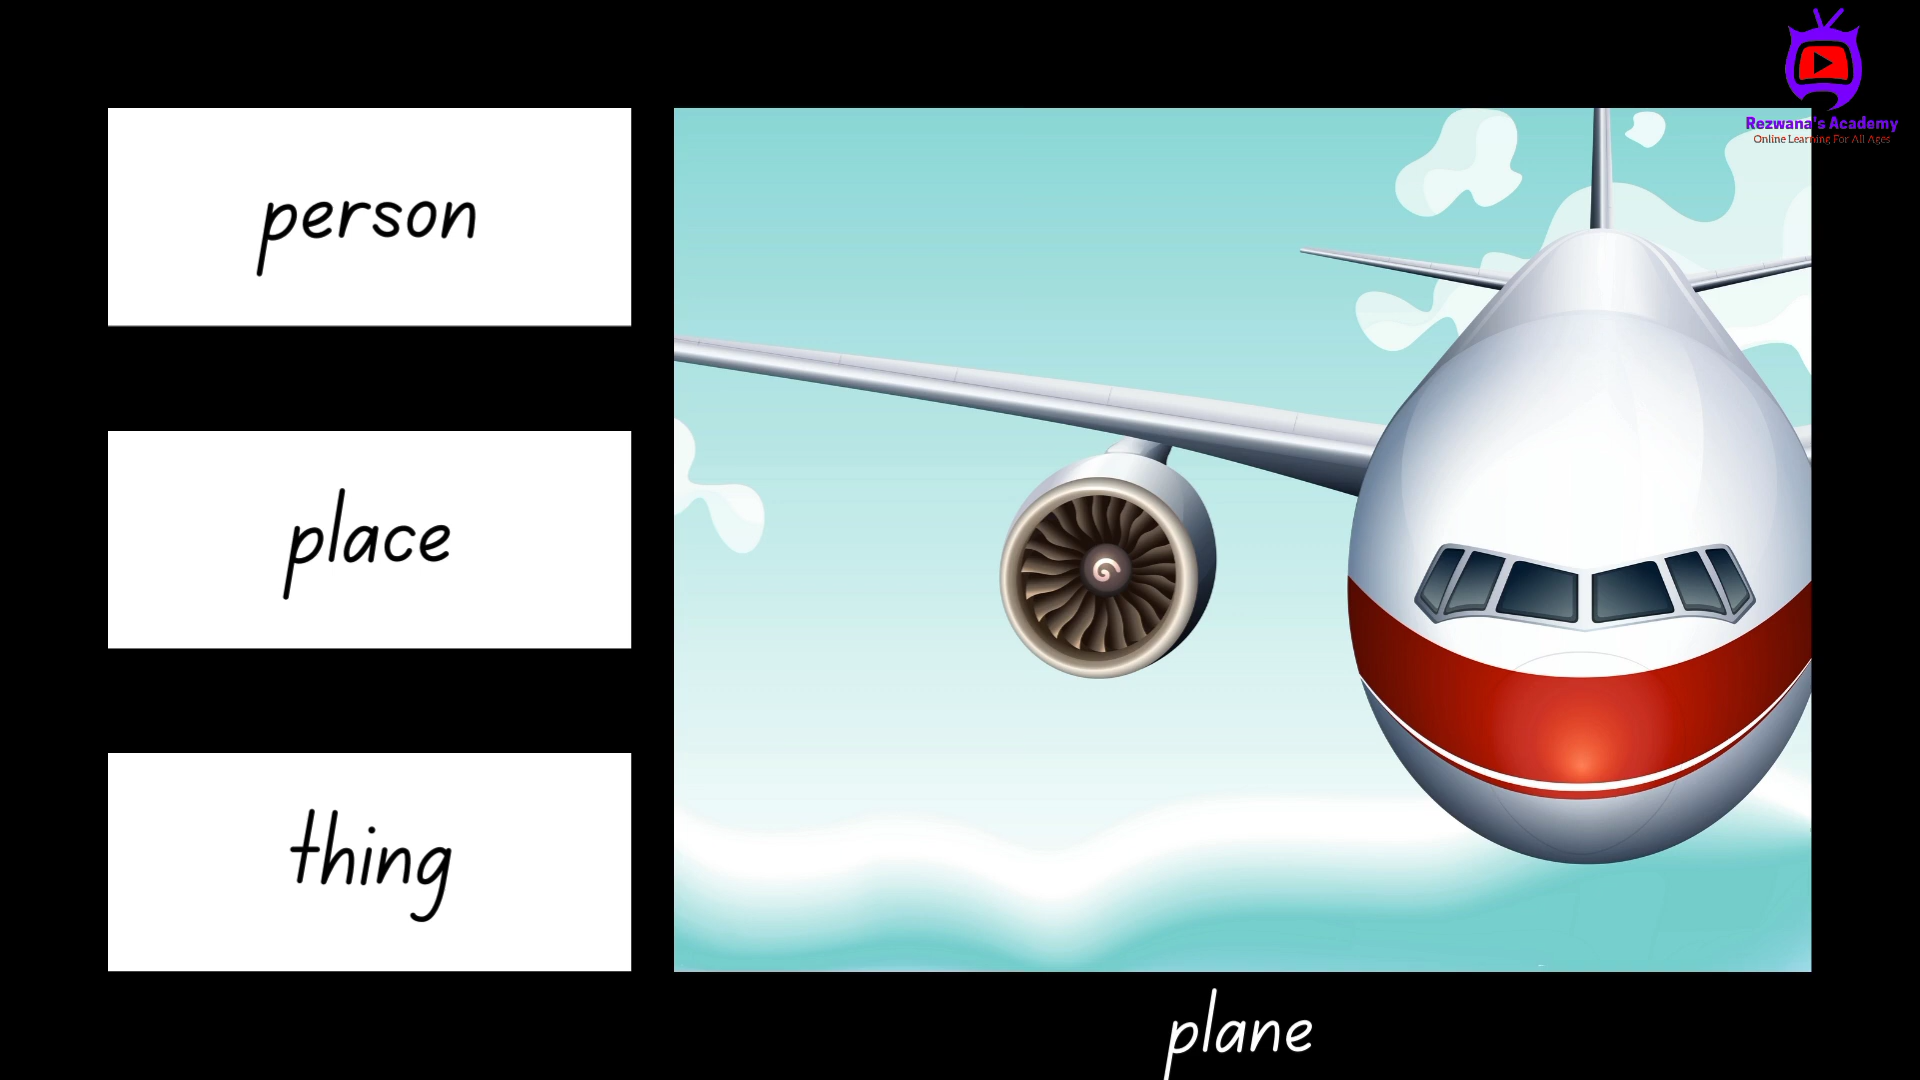 person
place
thing
plane
Rezwana's Academy
Online Learning For All Ages